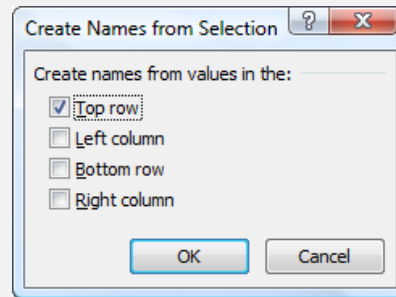 Create Names from Selection
Create names from values in the:
Top row
Left column
Bottom row
Right column
OK Cancel